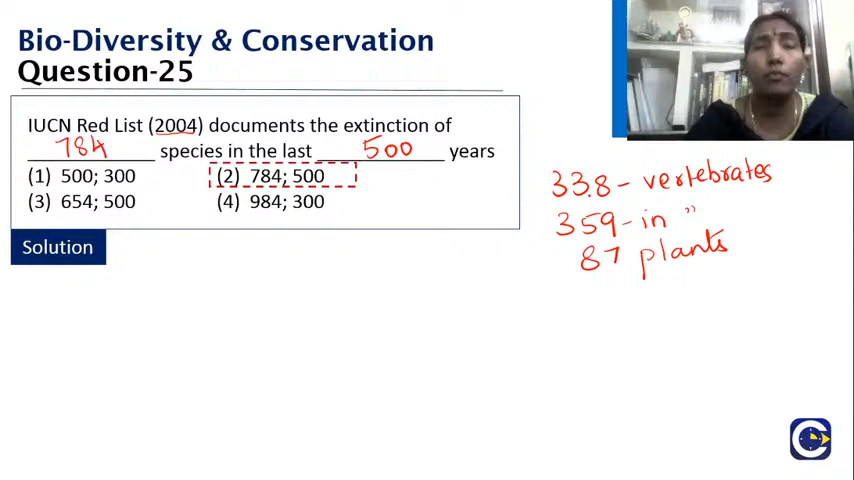 Bio-Diversity & Conservation
Question-25
IUCN Red List (2004) documents the extinction of
784 species in the last 500 years
(1) 500; 300 (2) 784; 500
(3) 654; 500 (4) 984; 300
Solution
33.8 - vertebrates
359 - in "
87 plants